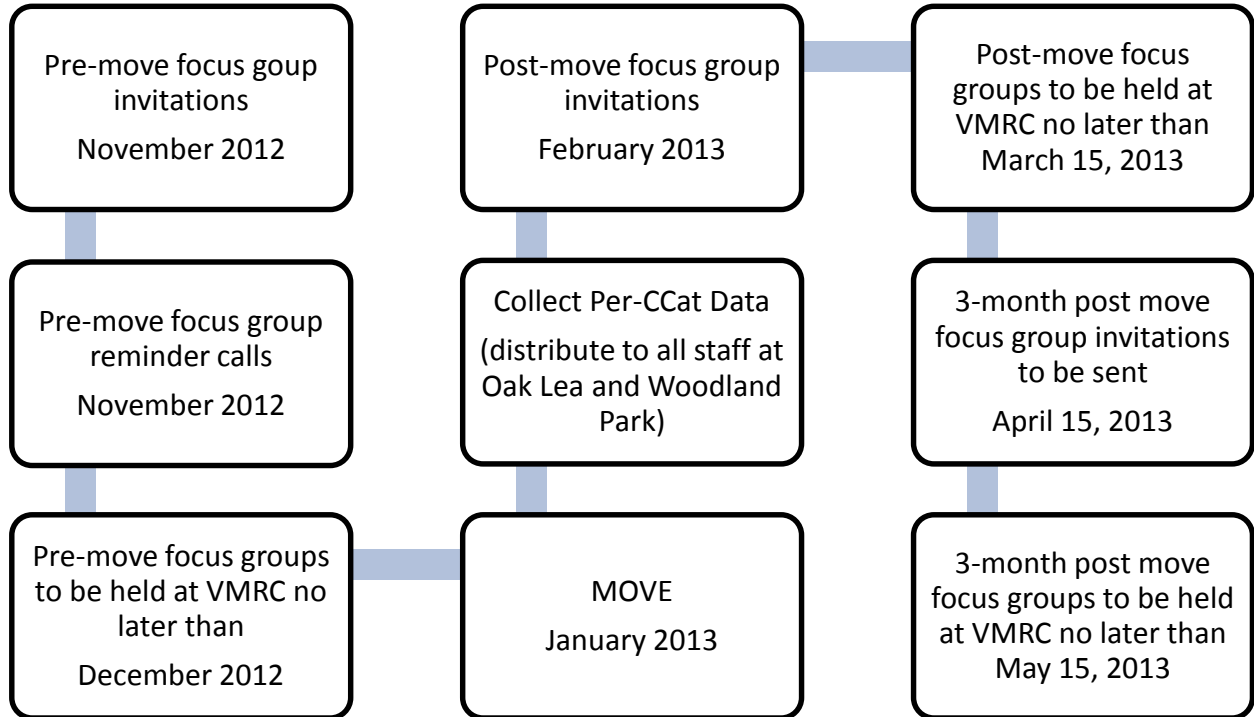 Pre-move focus goup
invitations
November 2012
Pre-move focus group
reminder calls
November 2012
Pre-move focus groups
to be held at VMRC no
later than
December 2012
MOVE
January 2013
Collect Per-CCat Data
(distribute to all staff at
Oak Lea and Woodland
Park)
Post-move focus group
invitations
February 2013
Post-move focus
groups to be held at
VMRC no later than
March 15, 2013
3-month post move
focus group invitations
to be sent
April 15, 2013
3-month post move
focus groups to be held
at VMRC no later than
May 15, 2013